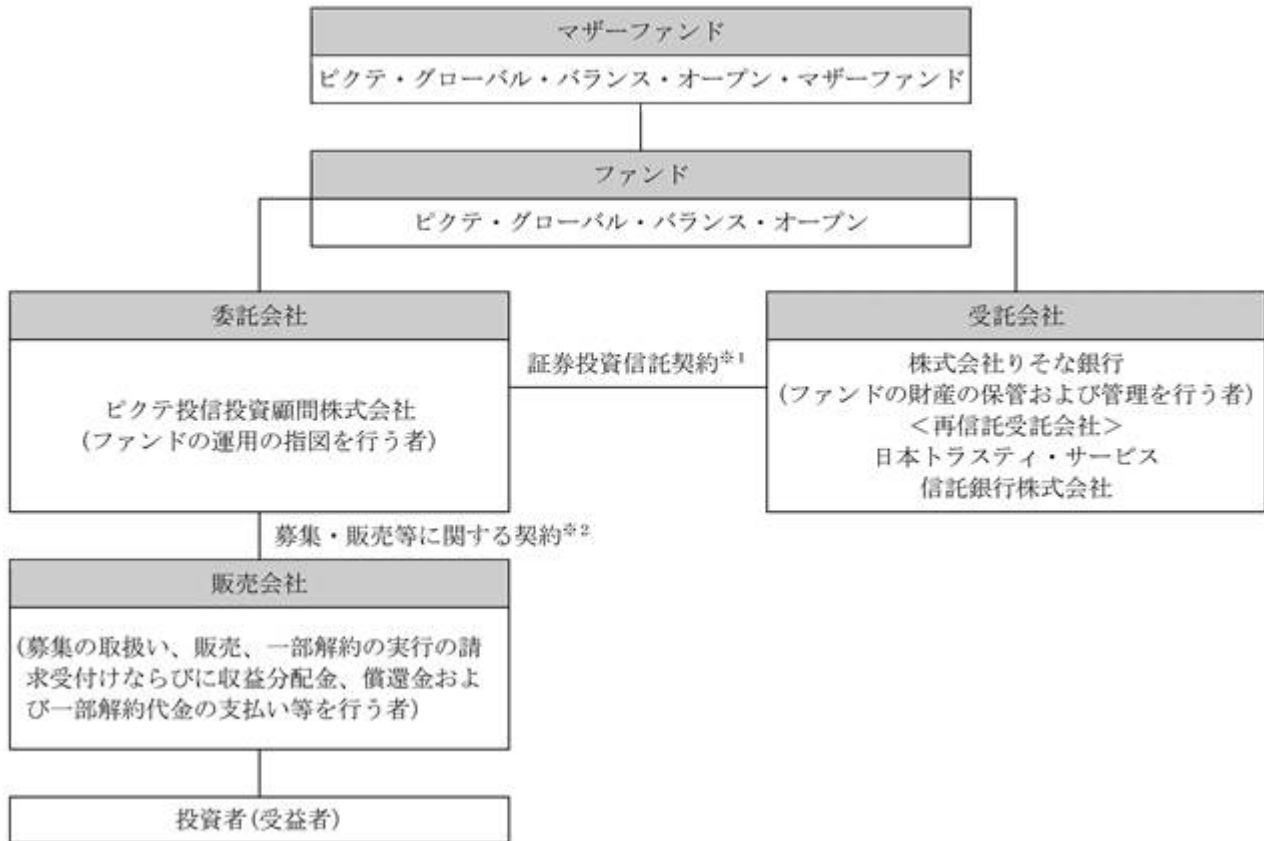 マザーファンド
ピクテ・グローバル・バランス・オープン・マザーファンド
ファンド
ピクテ・グローバル・バランス・オープン
委託会社
ピクテ投信投資顧問株式会社
(ファンドの運用の指図を行う者)
証券投資信託契約※1
受託会社
株式会社りそな銀行
(ファンドの財産の保管および管理を行う者)
<再信託受託会社>
日本トラスティ・サービス
信託銀行株式会社
募集・販売等に関する契約※2
販売会社
(募集の取扱い、販売、一部解約の実行の請
求受付けならびに収益分配金、償還金およ
び一部解約代金の支払い等を行う者)
投資者(受益者)